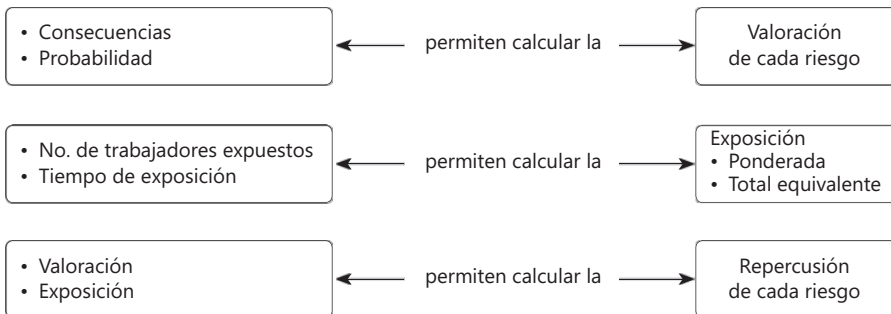 • Consecuencias
• Probabilidad
permiten calcular la
Valoración
de cada riesgo
• No. de trabajadores expuestos
• Tiempo de exposición
permiten calcular la
Exposición
• Ponderada
• Total equivalente
• Valoración
• Exposición
permiten calcular la
Repercusión
de cada riesgo